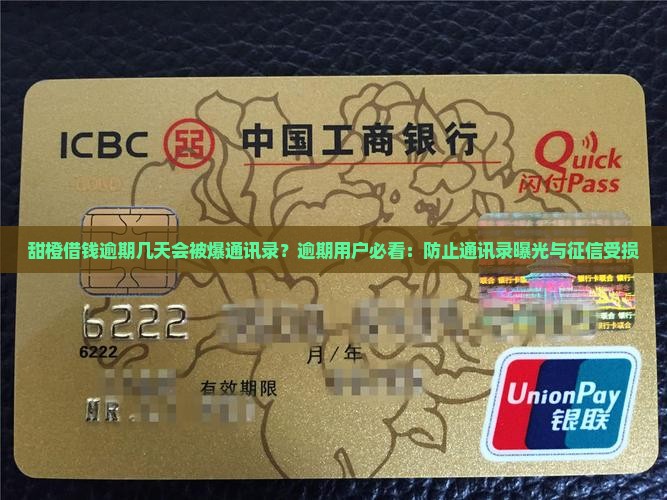 ICBC 中国工商银行
Quick
闪付Pass
甜橙借钱逾期几天会被爆通讯录？逾期用户必看：防止通讯录曝光与征信受损
6222
6222
月/年
有效期限
MR.
UnionPay
银联